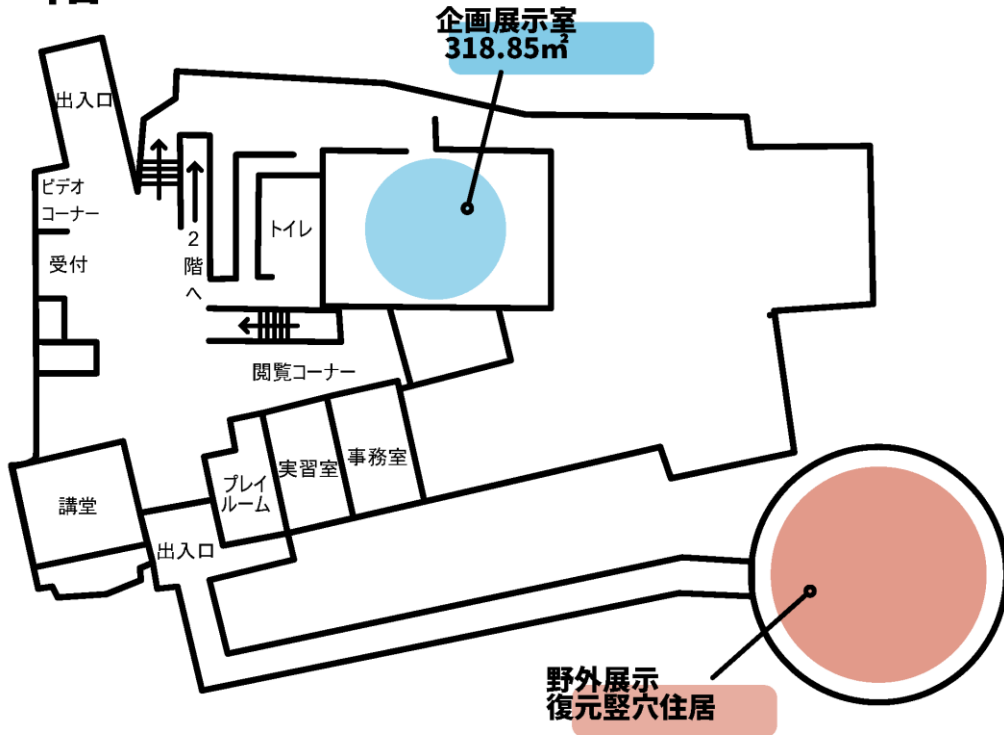 企画展示室
318.85㎡
出入口
ビデオ
コーナー
受付
2
階
へ
トイレ
閲覧コーナー
プレイ
ルーム
実習室
事務室
講堂
出入口
野外展示
復元竪穴住居